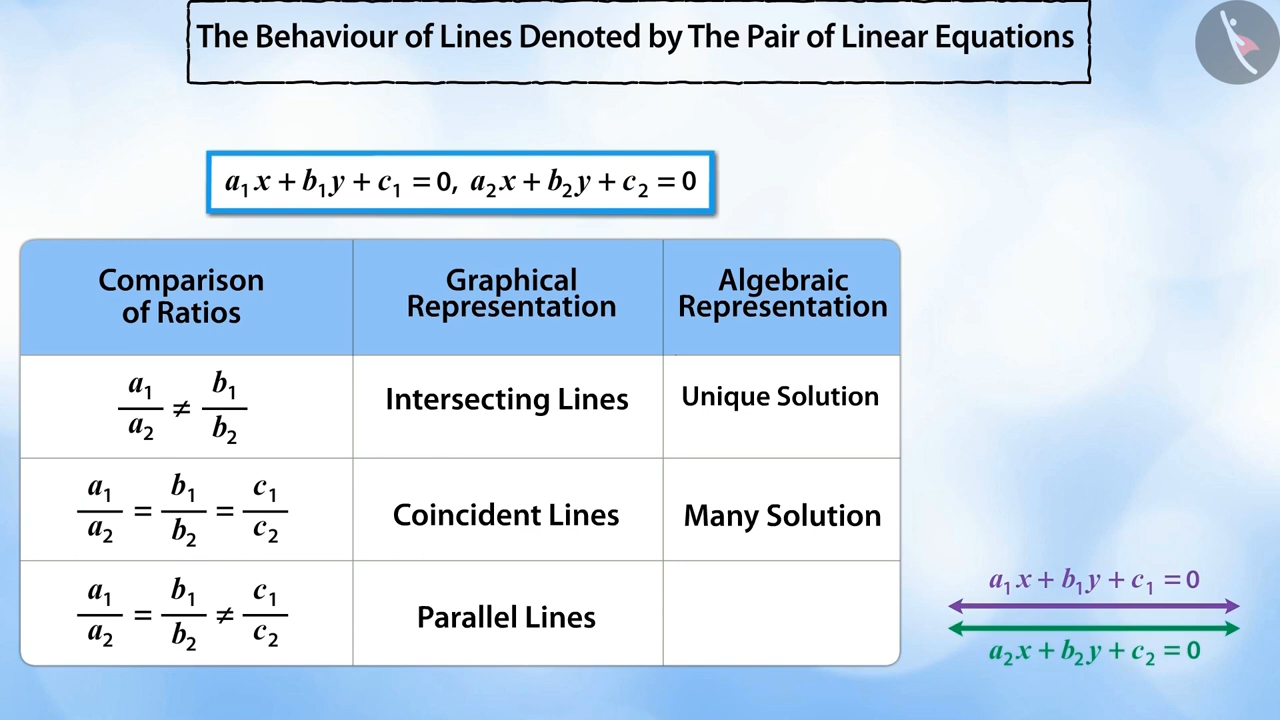 The Behaviour of Lines Denoted by The Pair of Linear Equations
a₁x + b₁y + c₁ = 0, a₂x + b₂y + c₂ = 0
Comparison of Ratios | Graphical Representation | Algebraic Representation
a₁/a₂ ≠ b₁/b₂ | Intersecting Lines | Unique Solution
a₁/a₂ = b₁/b₂ = c₁/c₂ | Coincident Lines | Many Solution
a₁/a₂ = b₁/b₂ ≠ c₁/c₂ | Parallel Lines
a₁x + b₁y + c₁ = 0
a₂x + b₂y + c₂ = 0